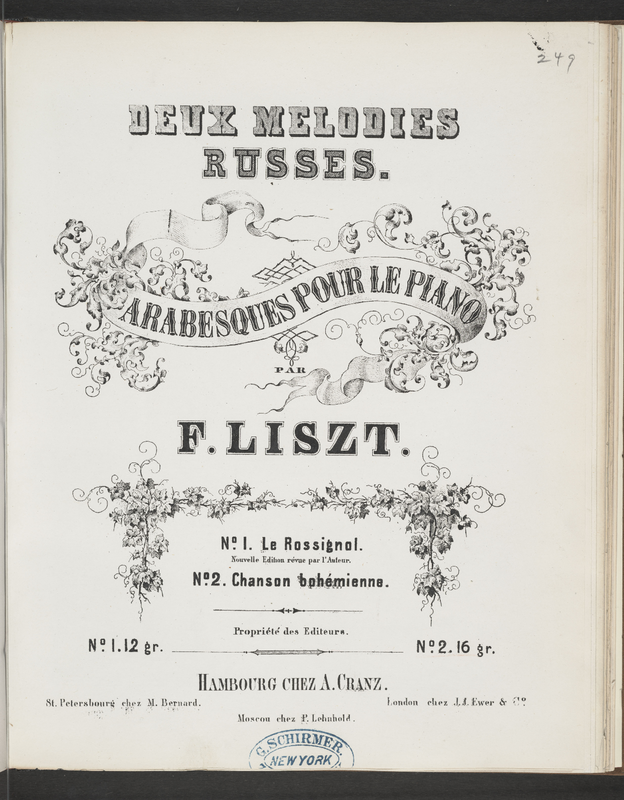 249
DEUX MELODIES
RUSSES.
ARABESQUES POUR LE PIANO
PAR
F. LISZT.
No. 1. Le Rossignol.
Nouvelle Edition révue par l'Auteur.
No. 2. Chanson bohémienne.
Propriété des Editeurs.
No. 1. 12 gr.
No. 2. 16 gr.
HAMBOURG CHEZ A. CRANZ.
St. Petersbourg chez M. Bernard.
London chez J.J. Ewer & Co.
Moscou chez P. Lehnhold.
G. SCHIRMER,
NEW YORK